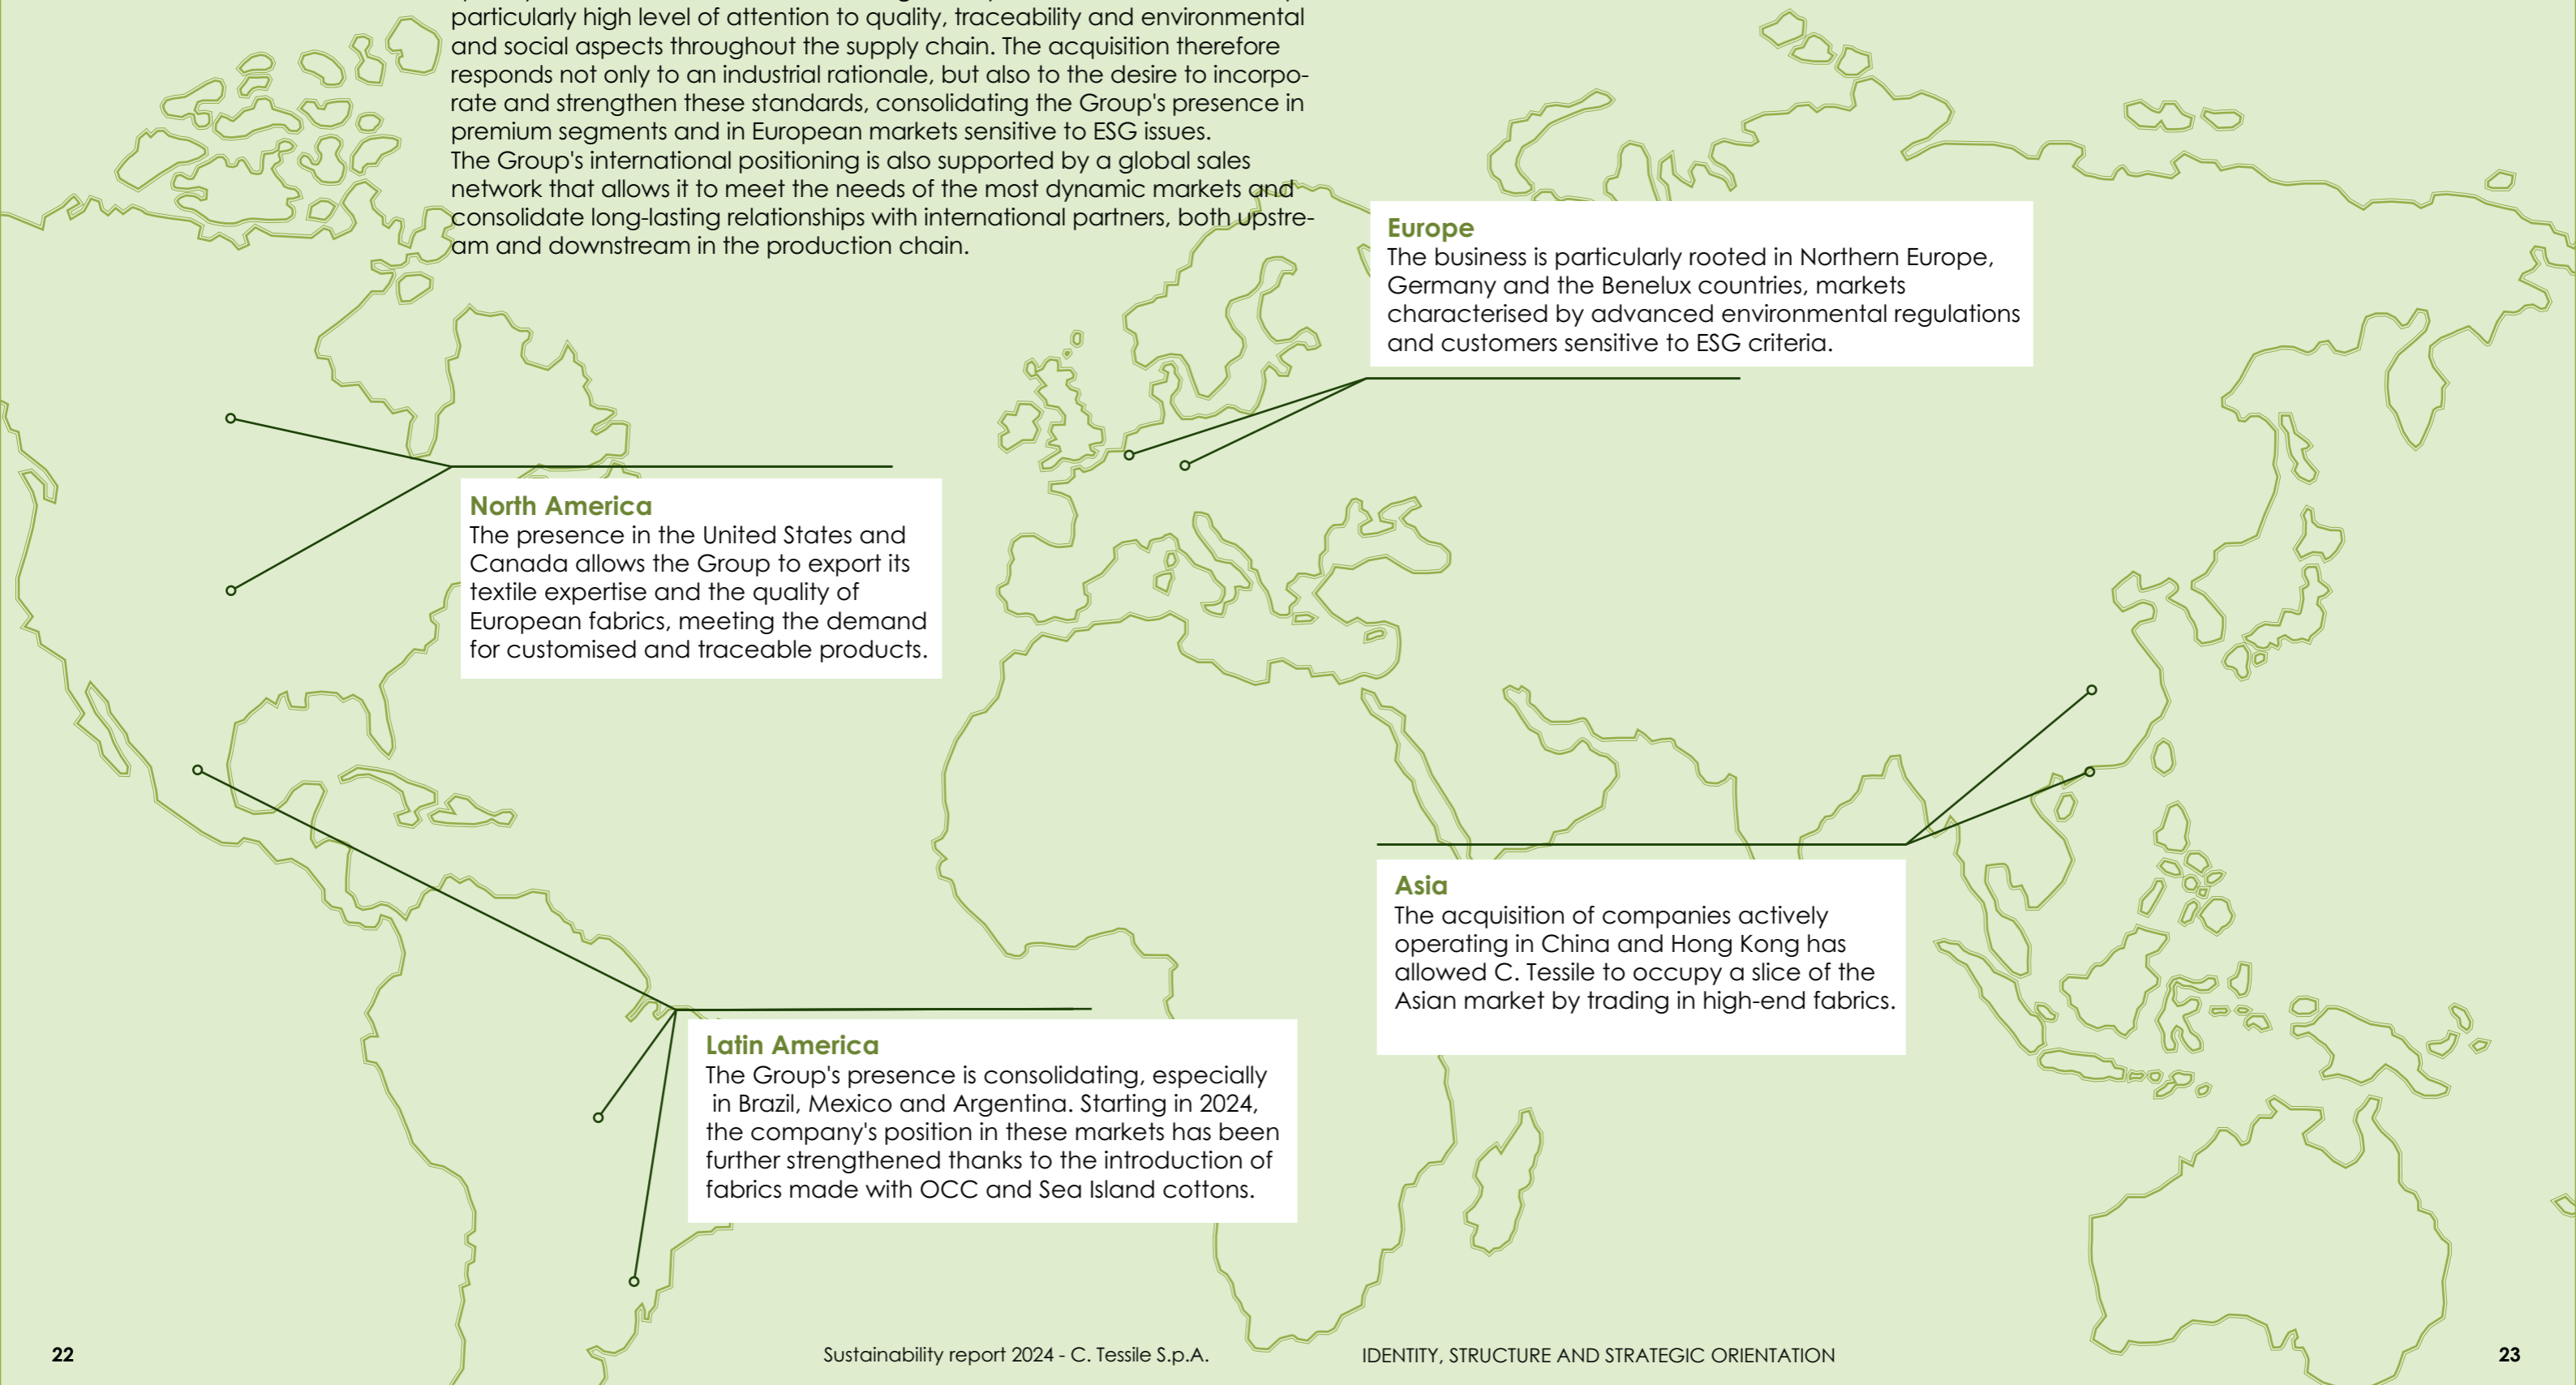 particularly high level of attention to quality, traceability and environmental
and social aspects throughout the supply chain. The acquisition therefore
responds not only to an industrial rationale, but also to the desire to incorpo-
rate and strengthen these standards, consolidating the Group's presence in
premium segments and in European markets sensitive to ESG issues.
The Group's international positioning is also supported by a global sales
network that allows it to meet the needs of the most dynamic markets and
consolidate long-lasting relationships with international partners, both upstre-
am and downstream in the production chain.
Europe
The business is particularly rooted in Northern Europe,
Germany and the Benelux countries, markets
characterised by advanced environmental regulations
and customers sensitive to ESG criteria.
North America
The presence in the United States and
Canada allows the Group to export its
textile expertise and the quality of
European fabrics, meeting the demand
for customised and traceable products.
Asia
The acquisition of companies actively
operating in China and Hong Kong has
allowed C. Tessile to occupy a slice of the
Asian market by trading in high-end fabrics.
Latin America
The Group's presence is consolidating, especially
in Brazil, Mexico and Argentina. Starting in 2024,
the company's position in these markets has been
further strengthened thanks to the introduction of
fabrics made with OCC and Sea Island cottons.
22
Sustainability report 2024 - C. Tessile S.p.A.
IDENTITY, STRUCTURE AND STRATEGIC ORIENTATION
23